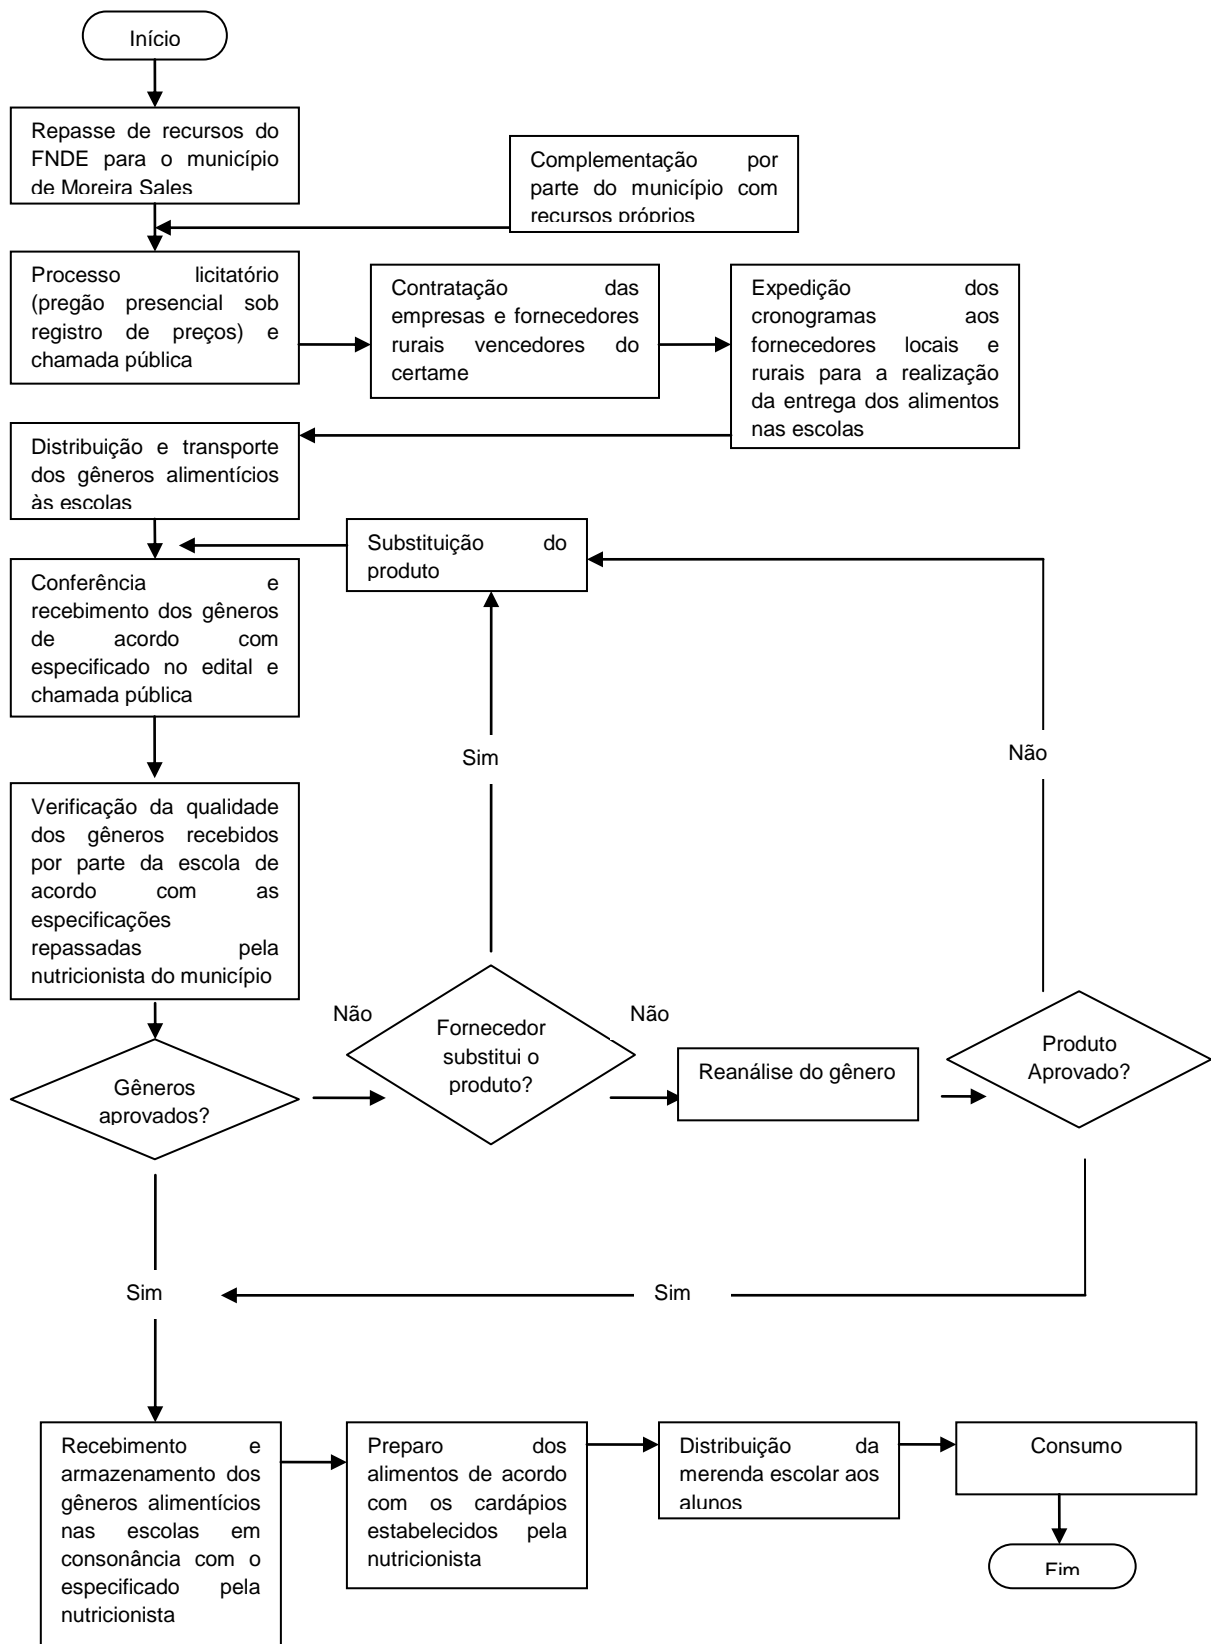 Início
Repasse de recursos do
FNDE para o município
de Moreira Sales
Complementação por
parte do município com
recursos próprios
Processo licitatório
(pregão presencial sob
registro de preços) e
chamada pública
Contratação das
empresas e fornecedores
rurais vencedores do
certame
Expedição dos
cronogramas aos
fornecedores locais e
rurais para a realização
da entrega dos alimentos
nas escolas
Distribuição e transporte
dos gêneros alimentícios
às escolas
Substituição do
produto
Conferência e
recebimento dos gêneros
de acordo com
especificado no edital e
chamada pública
Sim
Não
Verificação da qualidade
dos gêneros recebidos
por parte da escola de
acordo com as
especificações
repassadas pela
nutricionista do município
Gêneros
aprovados?
Não
Fornecedor
substitui o
produto?
Não
Reanálise do gênero
Produto
Aprovado?
Sim
Sim
Recebimento e
armazenamento dos
gêneros alimentícios
nas escolas em
consonância com o
especificado pela
nutricionista
Preparo dos
alimentos de acordo
com os cardápios
estabelecidos pela
nutricionista
Distribuição da
merenda escolar aos
alunos
Consumo
Fim